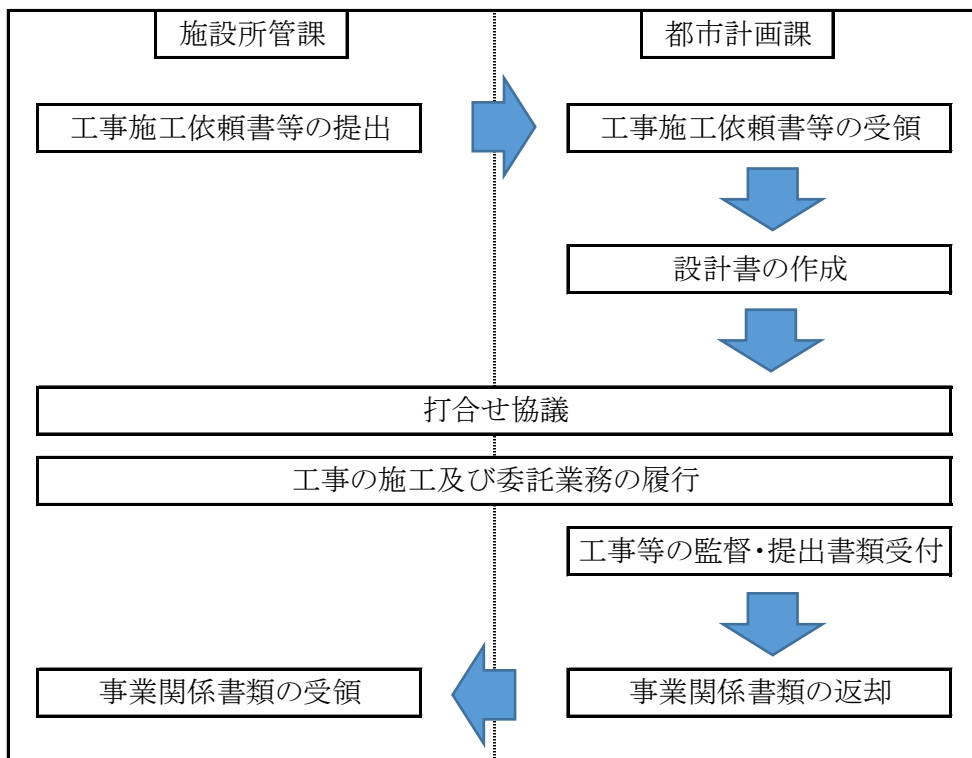 施設所管課
都市計画課
工事施工依頼書等の提出
工事施工依頼書等の受領
設計書の作成
打合せ協議
工事の施工及び委託業務の履行
工事等の監督・提出書類受付
事業関係書類の受領
事業関係書類の返却